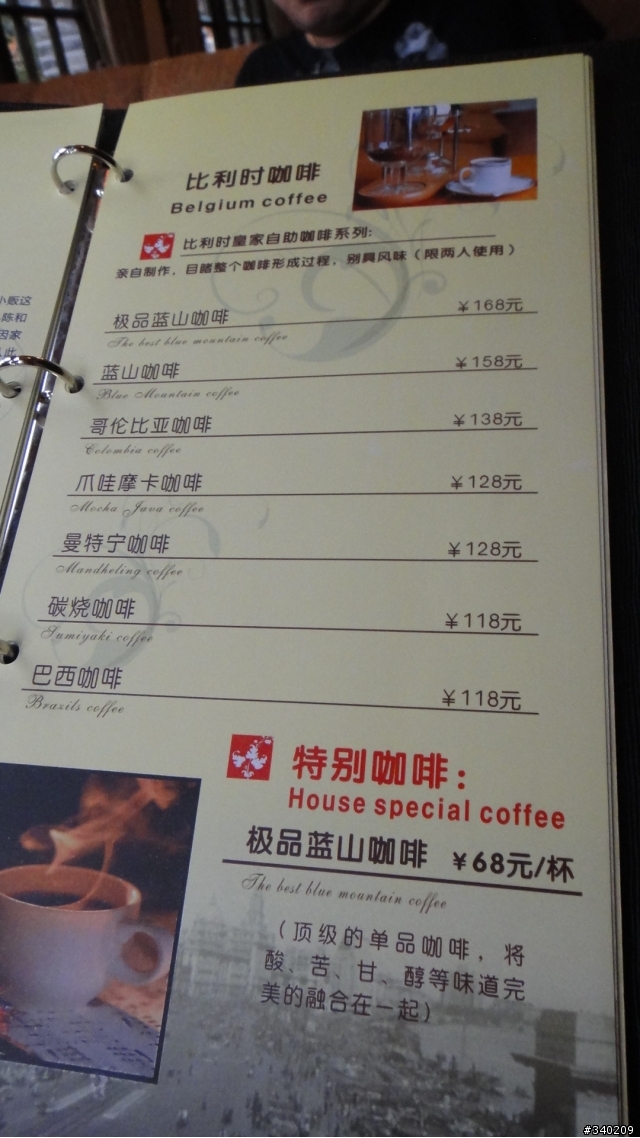 比利时咖啡
Belgium coffee
比利时皇家自助咖啡系列:
亲自制作，目睹整个咖啡形成过程，别具风味（限两人使用）
极品蓝山咖啡 ￥168元
The best blue mountain coffee
蓝山咖啡 ￥158元
Blue Mountain coffee
哥伦比亚咖啡 ￥138元
Colombia coffee
爪哇摩卡咖啡 ￥128元
Mocha Java coffee
曼特宁咖啡 ￥128元
Mandheling coffee
碳烧咖啡 ￥118元
Sumiyaki coffee
巴西咖啡 ￥118元
Brazils coffee
特别咖啡：
House special coffee
极品蓝山咖啡 ￥68元/杯
The best blue mountain coffee
（顶级的单品咖啡，将
酸、苦、甘、醇等味道完
美的融合在一起）
小贩这
陈和
因家
此
#340209